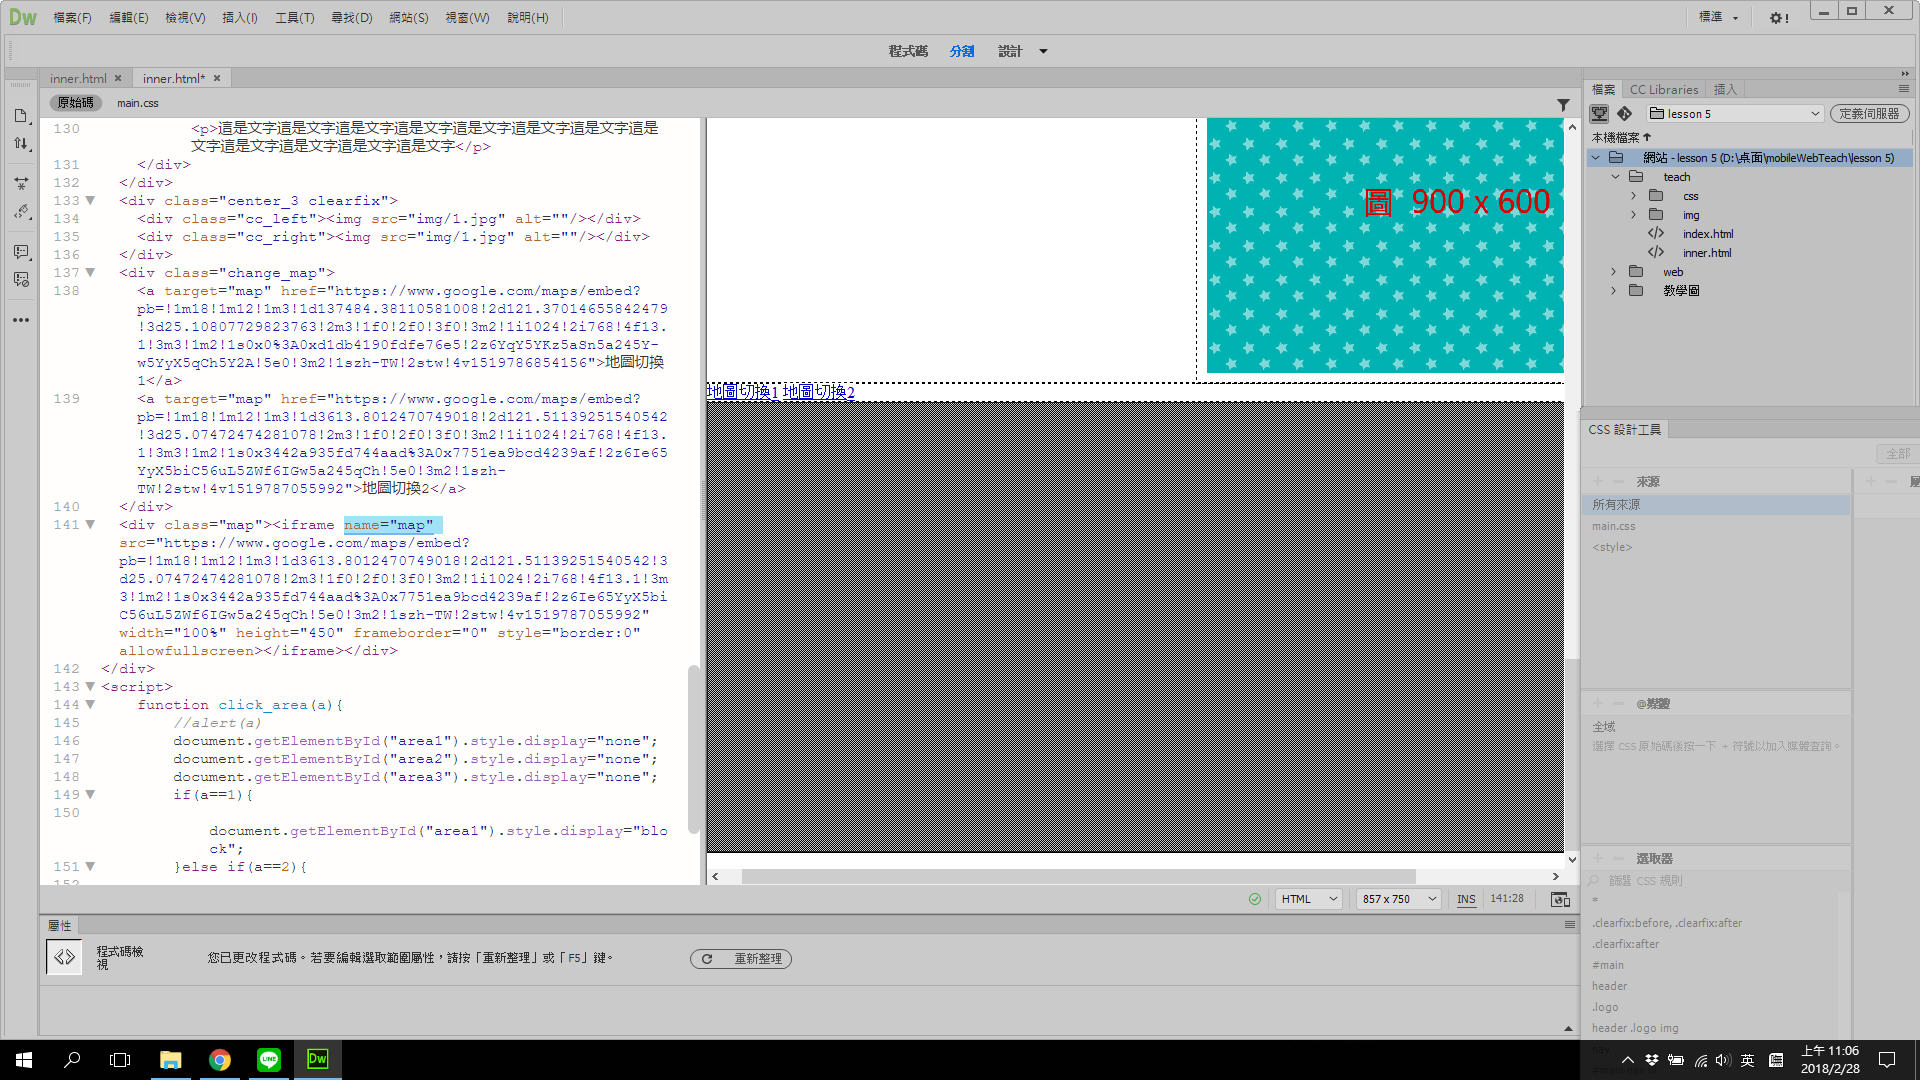 Dw 檔案(F) 編輯(E) 檢視(V) 插入(I) 工具(T) 尋找(D) 網站(S) 視窗(W) 說明(H) 標準
程式碼 分割 設計
inner.html inner.html*
原始碼 main.css
130 <p>這是文字這是文字這是文字這是文字這是文字這是文字這是文字這是
文字這是文字這是文字這是文字這是文字</p>
131 </div>
132 </div>
133 <div class="center_3 clearfix">
134 <div class="cc_left"><img src="img/1.jpg" alt=""/></div>
135 <div class="cc_right"><img src="img/1.jpg" alt=""/></div>
136 </div>
137 <div class="change_map">
138 <a target="map" href="https://www.google.com/maps/embed?
pb=!1m18!1m12!1m3!1d137484.38110581008!2d121.37014655842479
!3d25.10807729823763!2m3!1f0!2f0!3f0!3m2!1i1024!2i768!4f13.
1!3m3!1m2!1s0x0%3A0xd1db4190fdfe76e5!2z6YqY5YKz5aSn5a245Y-
w5YyX5qCh5Y2A!5e0!3m2!1szh-TW!2stw!4v1519786854156">地圖切換
1</a>
139 <a target="map" href="https://www.google.com/maps/embed?
pb=!1m18!1m12!1m3!1d3613.8012470749018!2d121.51139251540542
!3d25.07472474281078!2m3!1f0!2f0!3f0!3m2!1i1024!2i768!4f13.
1!3m3!1m2!1s0x3442a935fd744aad%3A0x7751ea9bcd4239af!2z6Ie65
YyX5biC56uL5ZWf6IGw5a245qCh!5e0!3m2!1szh-
TW!2stw!4v1519787055992">地圖切換2</a>
140 </div>
141 <div class="map"><iframe name="map"
src="https://www.google.com/maps/embed?
pb=!1m18!1m12!1m3!1d3613.8012470749018!2d121.51139251540542!3
d25.07472474281078!2m3!1f0!2f0!3f0!3m2!1i1024!2i768!4f13.1!3m
3!1m2!1s0x3442a935fd744aad%3A0x7751ea9bcd4239af!2z6Ie65YyX5bi
C56uL5ZWf6IGw5a245qCh!5e0!3m2!1szh-TW!2stw!4v1519787055992"
width="100%" height="450" frameborder="0" style="border:0"
allowfullscreen></iframe></div>
142 </div>
143 <script>
144 function click_area(a){
145 //alert(a)
146 document.getElementById("area1").style.display="none";
147 document.getElementById("area2").style.display="none";
148 document.getElementById("area3").style.display="none";
149 if(a==1){
150
document.getElementById("area1").style.display="blo
ck";
151 }else if(a==2){
圖 900 x 600
地圖切換1 地圖切換2
HTML 857 x 750 INS 141:28
屬性
程式碼檢
視
您已更改程式碼。若要編輯選取範圍屬性，請按「重新整理」或「F5」鍵。 重新整理
檔案 CC Libraries 插入
lesson 5 定義伺服器
本機檔案
網站 - lesson 5 (D:\桌面\mobileWebTeach\lesson 5)
teach
css
img
index.html
inner.html
web
教學圖
CSS 設計工具
全部
來源
所有來源
main.css
<style>
@媒體
全域
選擇 CSS 原始碼後按一下 + 符號以加入媒體查詢。
選取器
篩選 CSS 規則
*
.clearfix:before, .clearfix:after
.clearfix:after
#main
header
.logo
header .logo img
Dw
英
上午 11:06
2018/2/28